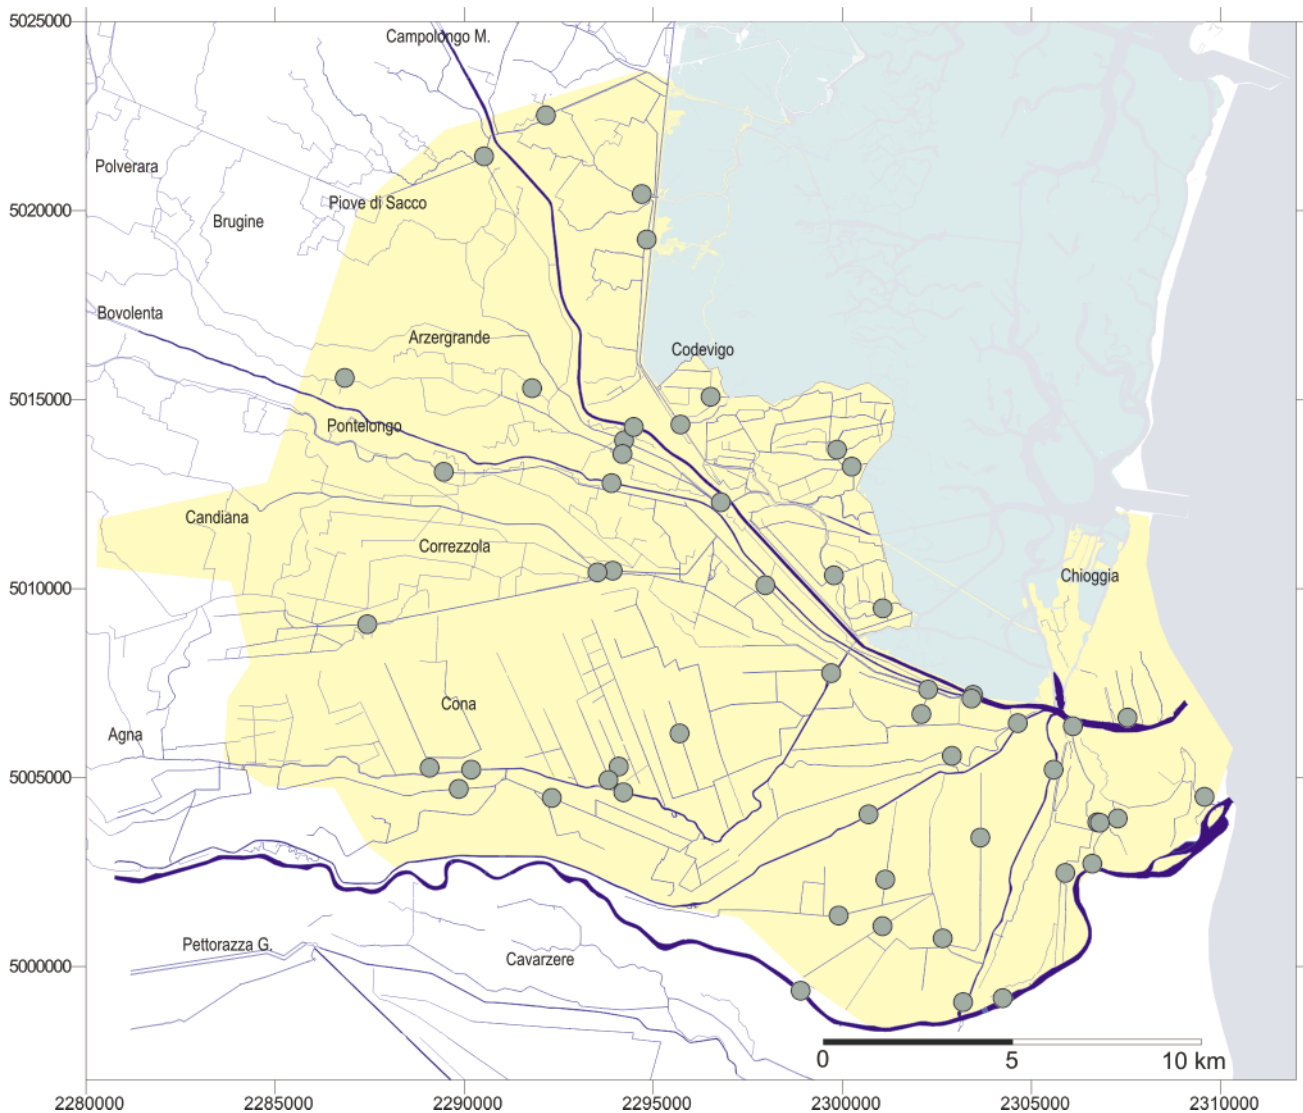 5025000
Campolongo M.
Polverara
Piove di Sacco
5020000
Brugine
Bovolenta
Arzergrande
Codevigo
5015000
Pontelongo
Candiana
Correzzola
5010000
Chioggia
Cona
Agna
5005000
Pettorazza G.
5000000
Cavarzere
0
5
10 km
2280000
2285000
2290000
2295000
2300000
2305000
2310000